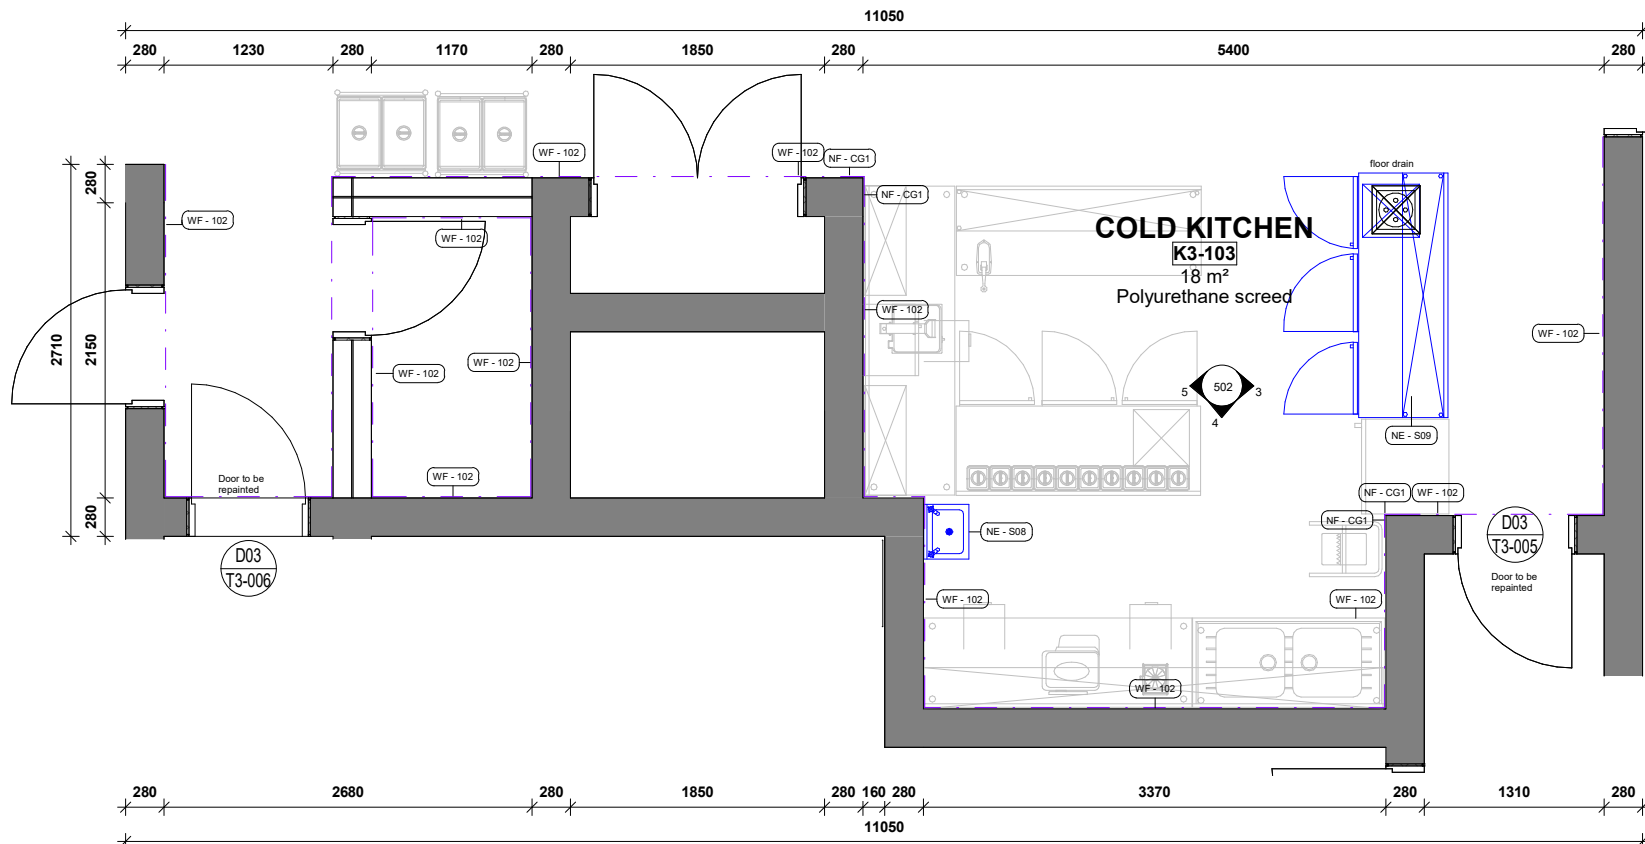 11050
280 1230 280 1170 280 1850 280 5400 280
WF - 102
WF - 102
NF - CG1
floor drain
280
WF - 102
NF - CG1
WF - 102
COLD KITCHEN
K3-103
18 m²
Polyurethane screed
WF - 102
WF - 102
2710
2150
WF - 102
WF - 102
5
502
3
4
NE - S09
WF - 102
Door to be
repainted
NF - CG1
WF - 102
280
NF - CG1
NE - S08
D03
T3-005
D03
T3-006
Door to be
repainted
WF - 102
WF - 102
WF - 102
280 2680 280 1850 280 160 280 3370 280 1310 280
11050